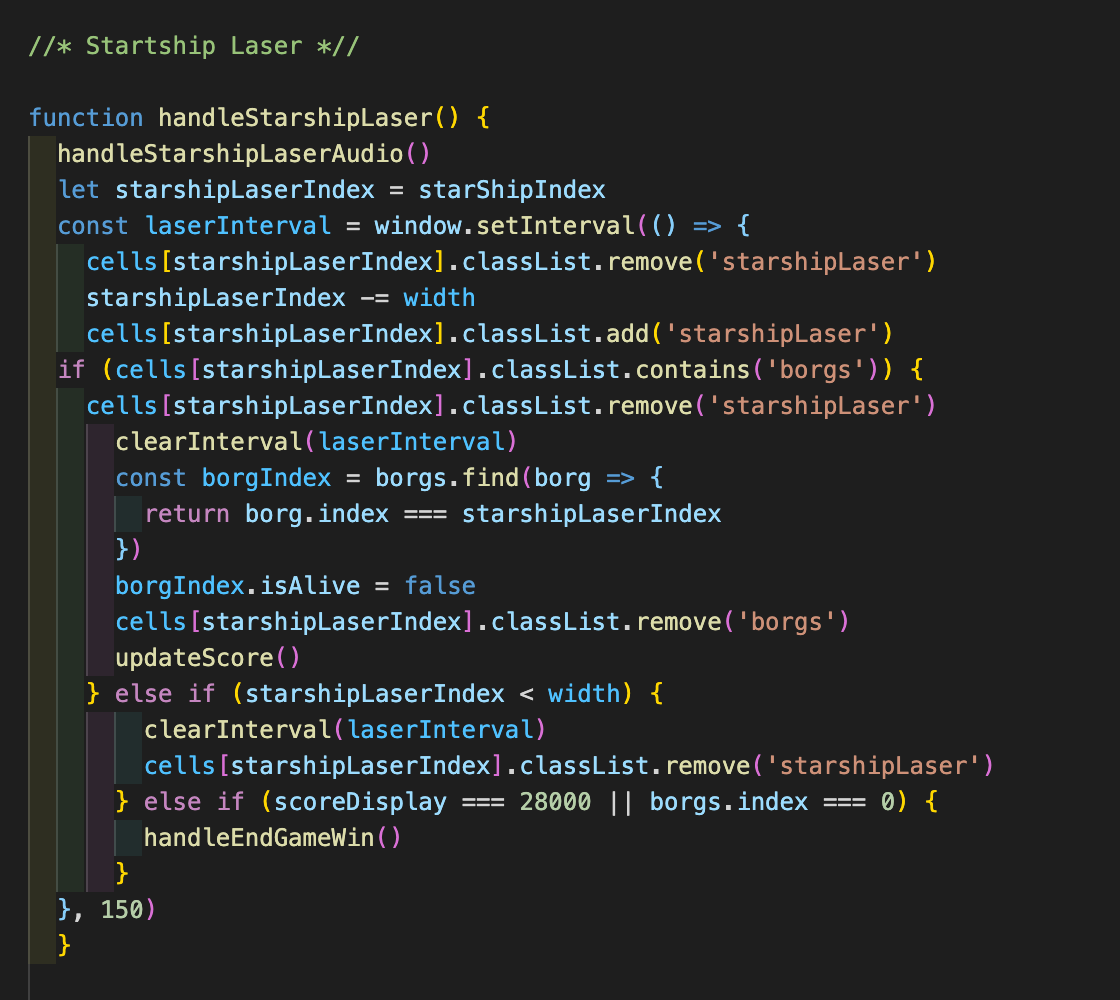 //* Startship Laser *//
function handleStarshipLaser() {
handleStarshipLaserAudio()
let starshipLaserIndex = starShipIndex
const laserInterval = window.setInterval(() => {
cells[starshipLaserIndex].classList.remove('starshipLaser')
starshipLaserIndex -= width
cells[starshipLaserIndex].classList.add('starshipLaser')
if (cells[starshipLaserIndex].classList.contains('borgs')) {
cells[starshipLaserIndex].classList.remove('starshipLaser')
clearInterval(laserInterval)
const borgIndex = borgs.find(borg => {
return borg.index === starshipLaserIndex
})
borgIndex.isAlive = false
cells[starshipLaserIndex].classList.remove('borgs')
updateScore()
} else if (starshipLaserIndex < width) {
clearInterval(laserInterval)
cells[starshipLaserIndex].classList.remove('starshipLaser')
} else if (scoreDisplay === 28000 || borgs.index === 0) {
handleEndGameWin()
}
}, 150)
}